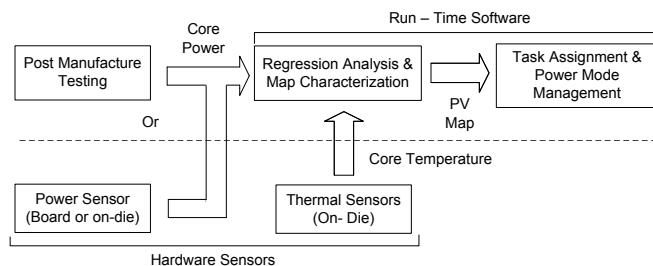 Run – Time Software
Core
Power
Post Manufacture
Testing
Regression Analysis &
Map Characterization
Task Assignment &
Power Mode
Management
PV
Map
Or
Core Temperature
Power Sensor
(Board or on-die)
Thermal Sensors
(On- Die)
Hardware Sensors